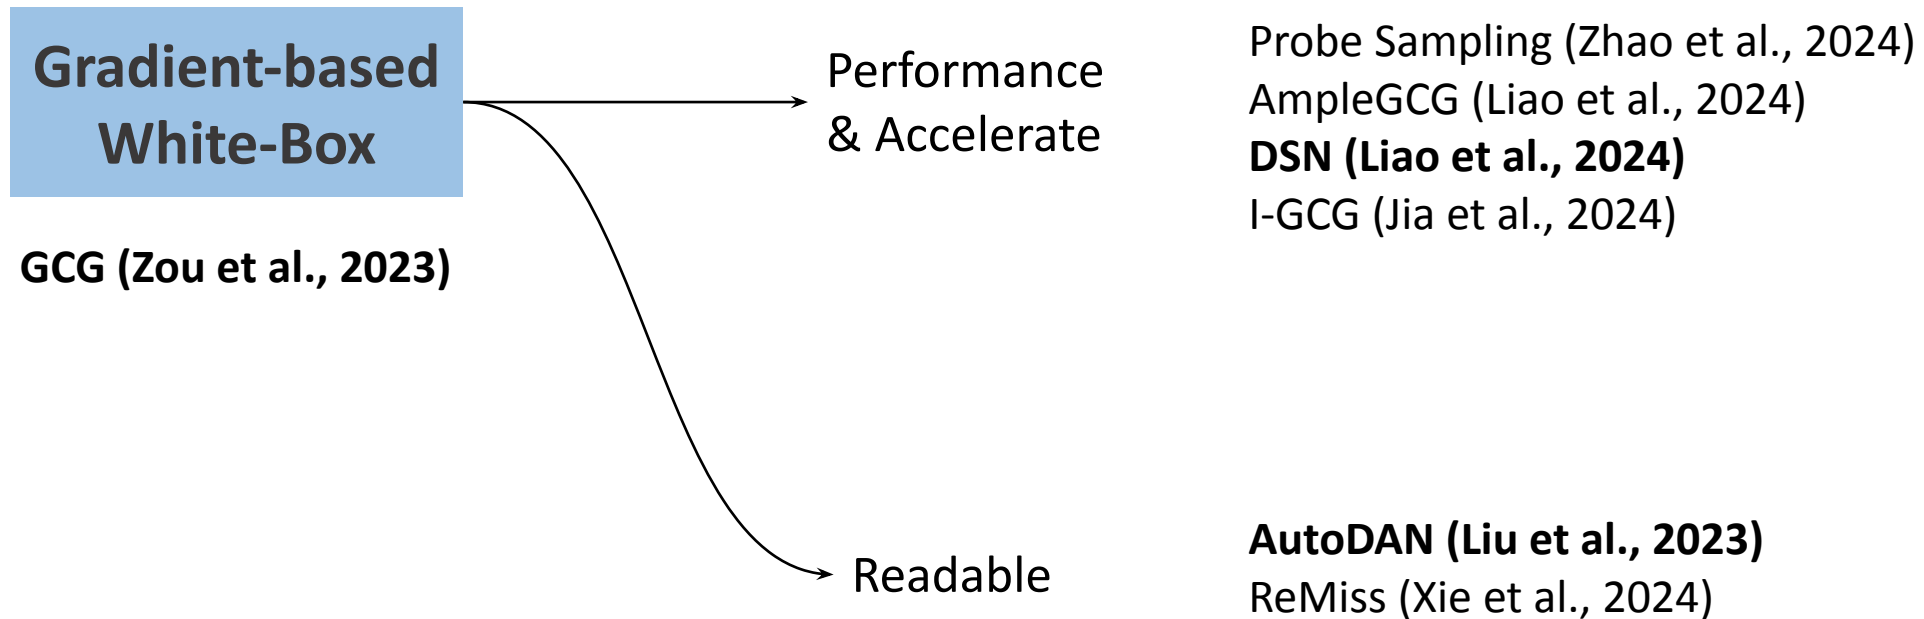 Gradient-based
White-Box
GCG (Zou et al., 2023)
Performance
& Accelerate
Probe Sampling (Zhao et al., 2024)
AmpleGCG (Liao et al., 2024)
DSN (Liao et al., 2024)
I-GCG (Jia et al., 2024)
Readable
AutoDAN (Liu et al., 2023)
ReMiss (Xie et al., 2024)